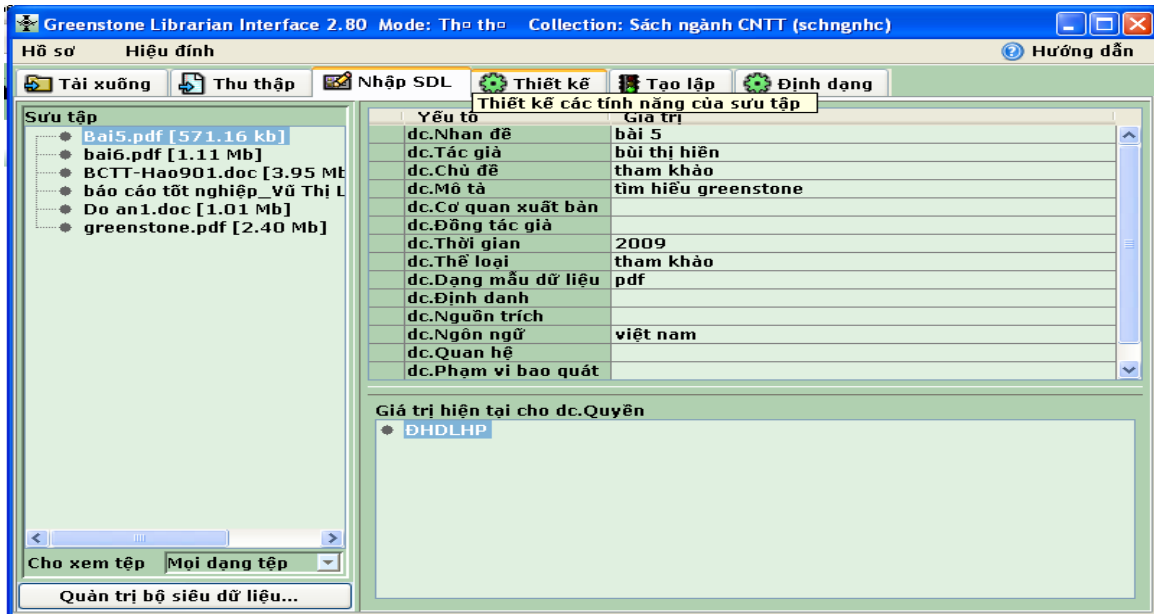 Greenstone Librarian Interface 2.80 Mode: Th¤ th¤ Collection: Sách ngành CNTT (schngnhc)
Hồ sơ Hiệu đính Hướng dẫn
Tải xuống Thu thập Nhập SDL Thiết kế Tạo lập Định dạng
Thiết kế các tính năng của sưu tập
Sưu tập
Bai5.pdf [571.16 kb]
bai6.pdf [1.11 Mb]
BCTT-Hao901.doc [3.95 Mb
báo cáo tốt nghiệp_Vũ Thị L
Do an1.doc [1.01 Mb]
greenstone.pdf [2.40 Mb]
Yếu tố Giá trị
dc.Nhan đề bài 5
dc.Tác giả bùi thị hiền
dc.Chủ đề tham khảo
dc.Mô tả tìm hiểu greenstone
dc.Cơ quan xuất bản
dc.Đồng tác giả
dc.Thời gian 2009
dc.Thể loại tham khảo
dc.Dạng mẫu dữ liệu pdf
dc.Định danh
dc.Nguồn trích
dc.Ngôn ngữ việt nam
dc.Quan hệ
dc.Phạm vi bao quát
Giá trị hiện tại cho dc.Quyền
ĐHDLHP
Cho xem tệp Mọi dạng tệp
Quản trị bộ siêu dữ liệu...